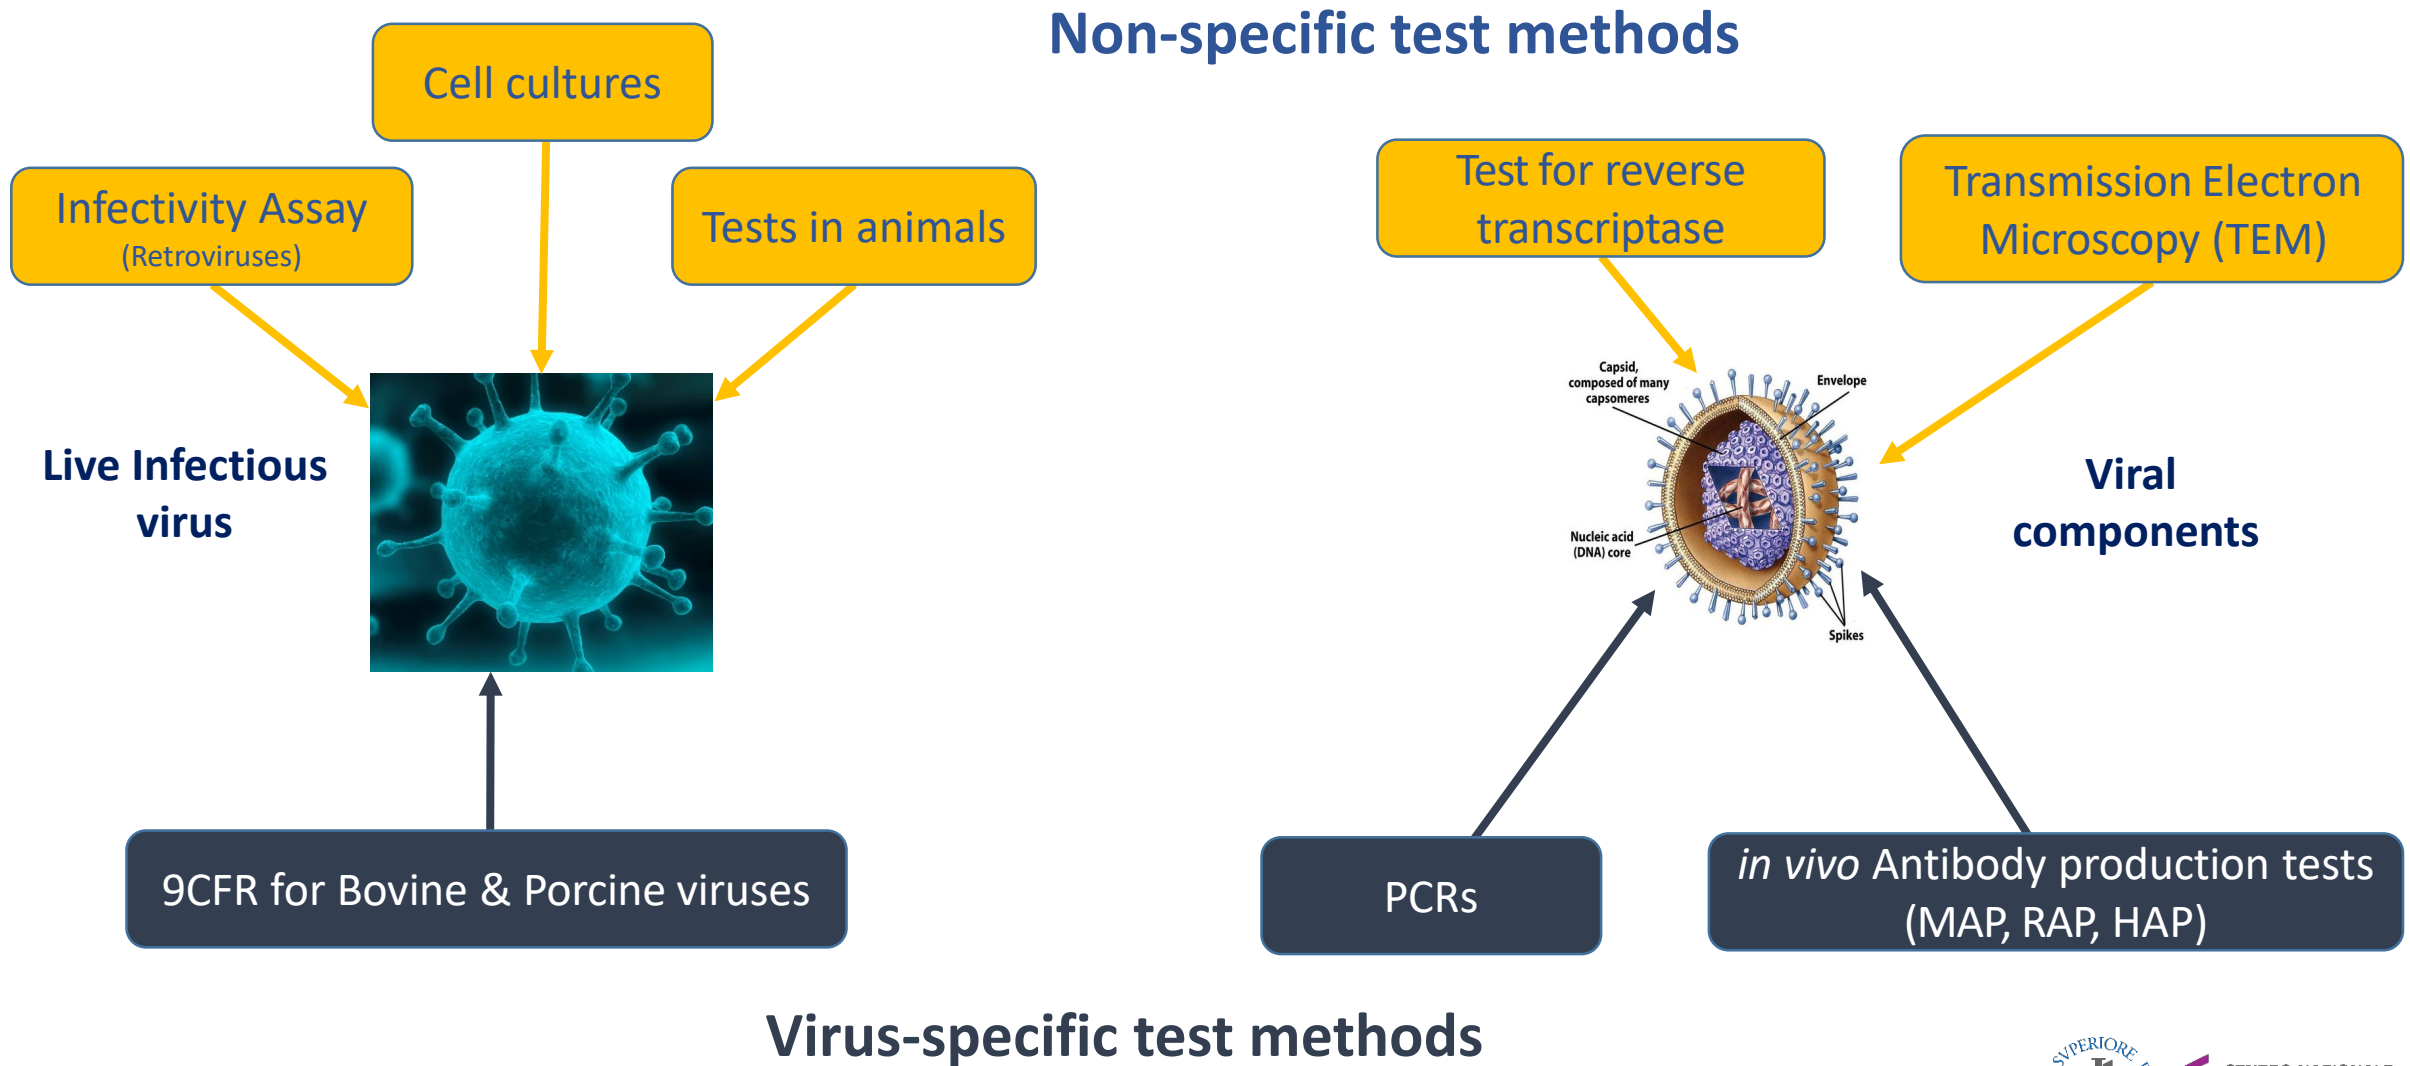 Non-specific test methods
Cell cultures
Infectivity Assay
(Retroviruses)
Tests in animals
Test for reverse
transcriptase
Transmission Electron
Microscopy (TEM)
Live Infectious
virus
Capsid,
composed of many
capsomeres
Envelope
Nucleic acid
(DNA) core
Spikes
Viral
components
9CFR for Bovine & Porcine viruses
PCRs
in vivo Antibody production tests
(MAP, RAP, HAP)
Virus-specific test methods
SVPERIORE